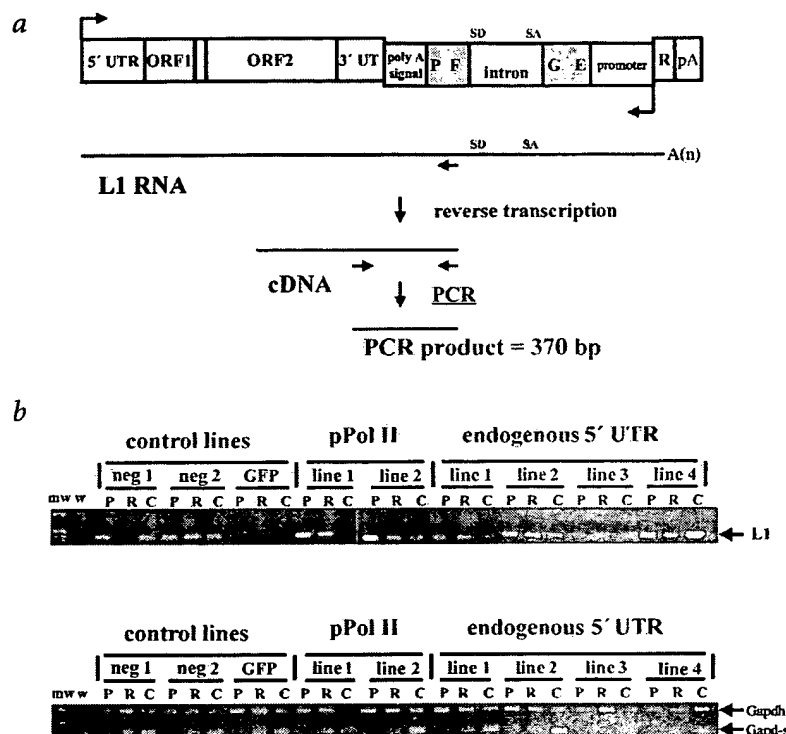 a
SD SA
5´ UTR ORF1 ORF2 3´ UT poly A signal P F intron G E promoter R pA
SD SA
A(n)
L1 RNA
reverse transcription
cDNA
PCR
PCR product = 370 bp
b
control lines pPol II endogenous 5´ UTR
neg 1 neg 2 GFP line 1 line 2 line 1 line 2 line 3 line 4
mw w P R C P R C P R C P R C P R C P R C P R C P R C P R C
L1
control lines pPol II endogenous 5´ UTR
neg 1 neg 2 GFP line 1 line 2 line 1 line 2 line 3 line 4
mw w P R C P R C P R C P R C P R C P R C P R C P R C P R C
Gapdh
Gapd-s